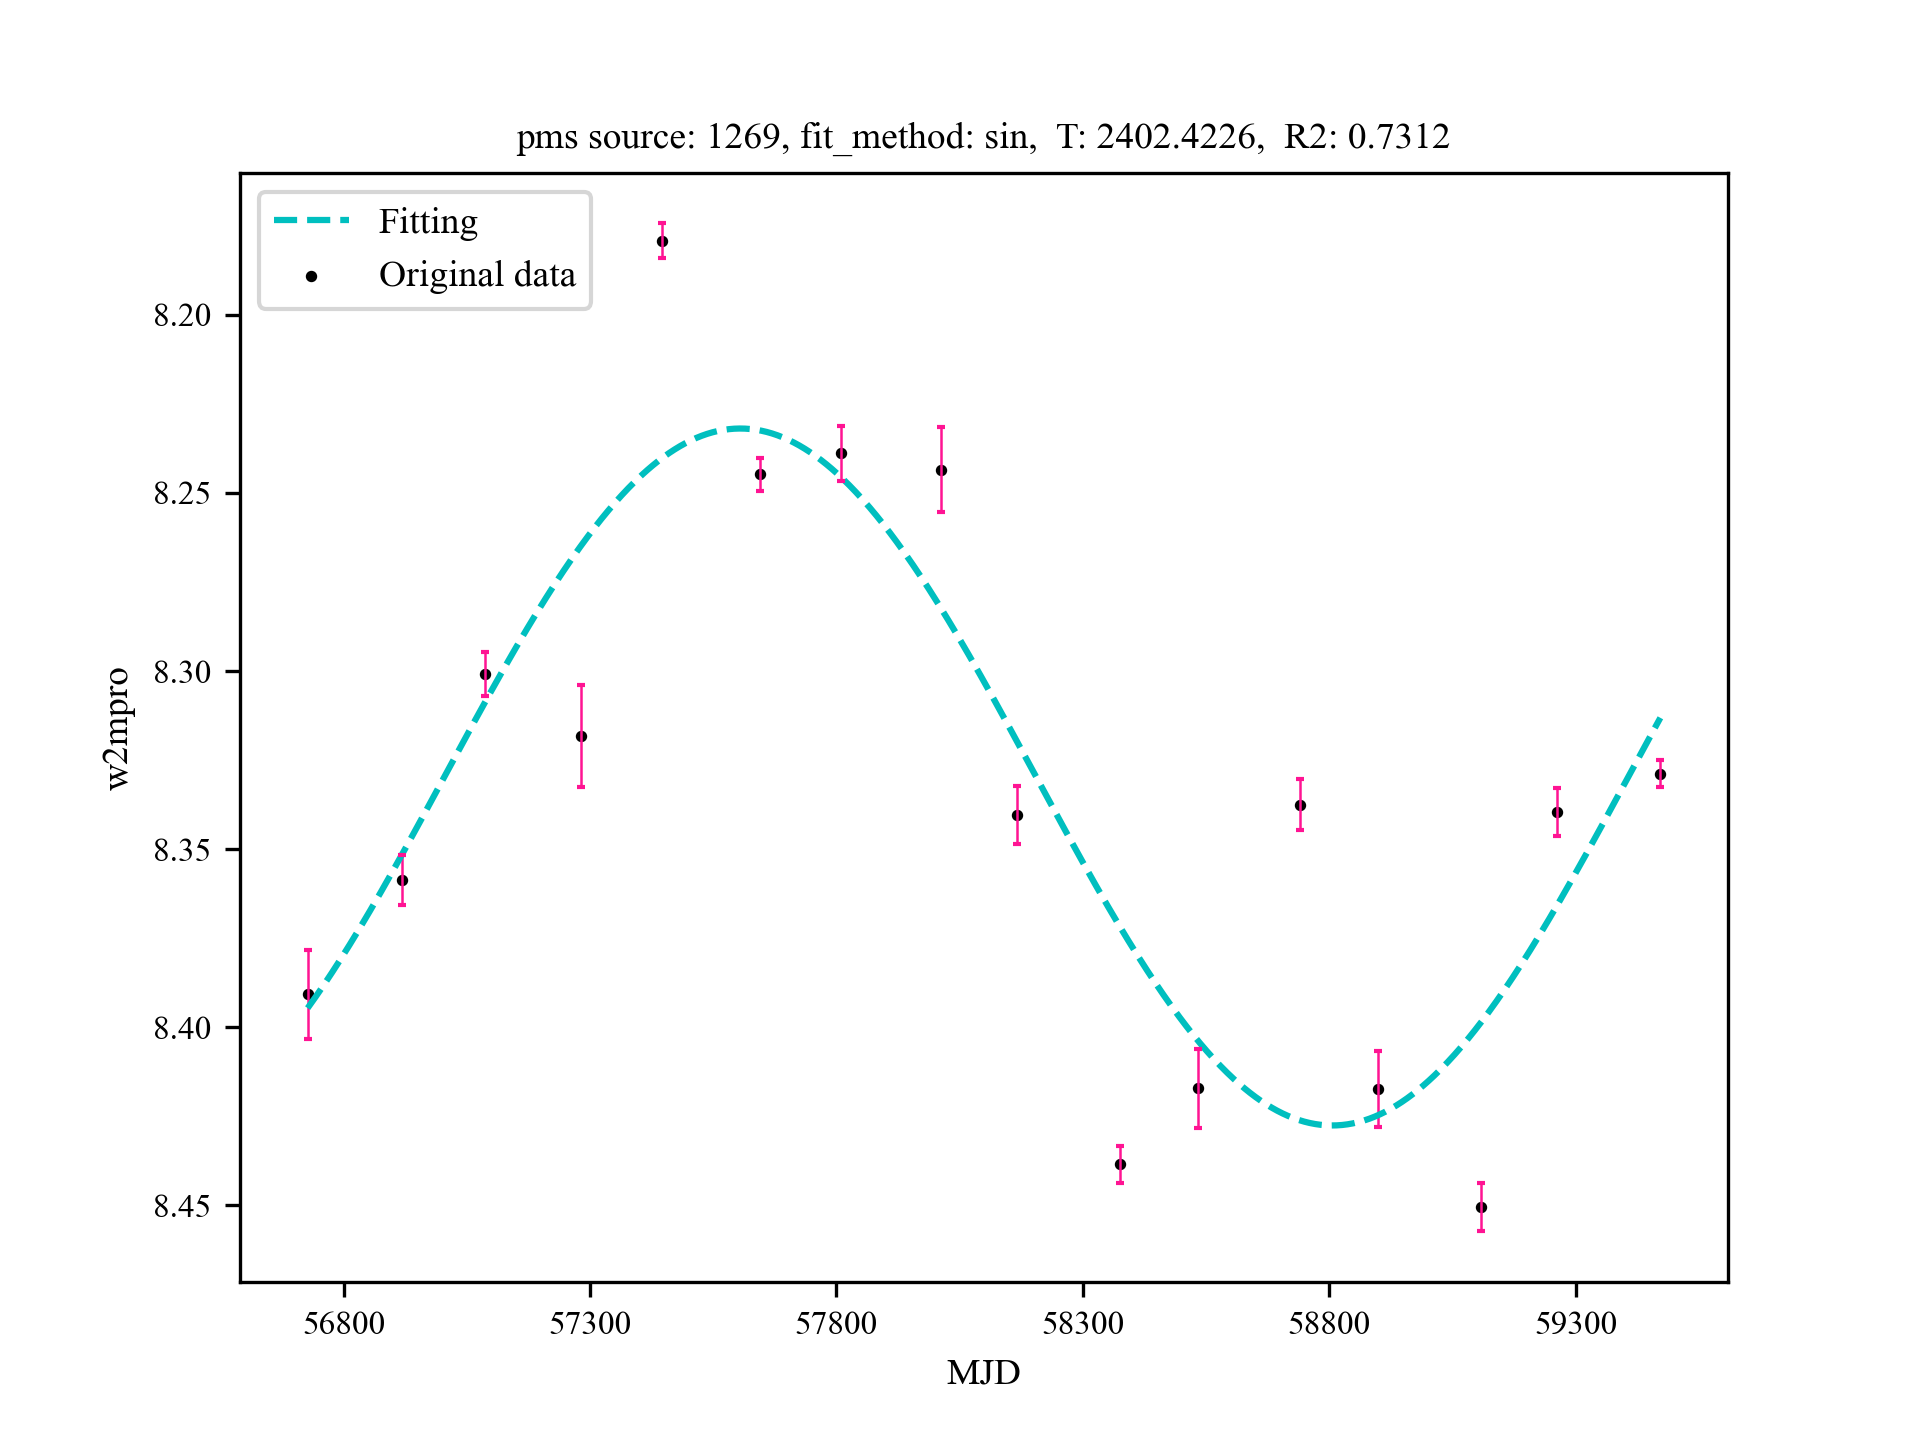 pms source: 1269, fit_method: sin,  T: 2402.4226,  R2: 0.7312
Fitting
Original data
8.20
8.25
8.30
8.35
8.40
8.45
w2mpro
56800 57300 57800 58300 58800 59300
MJD